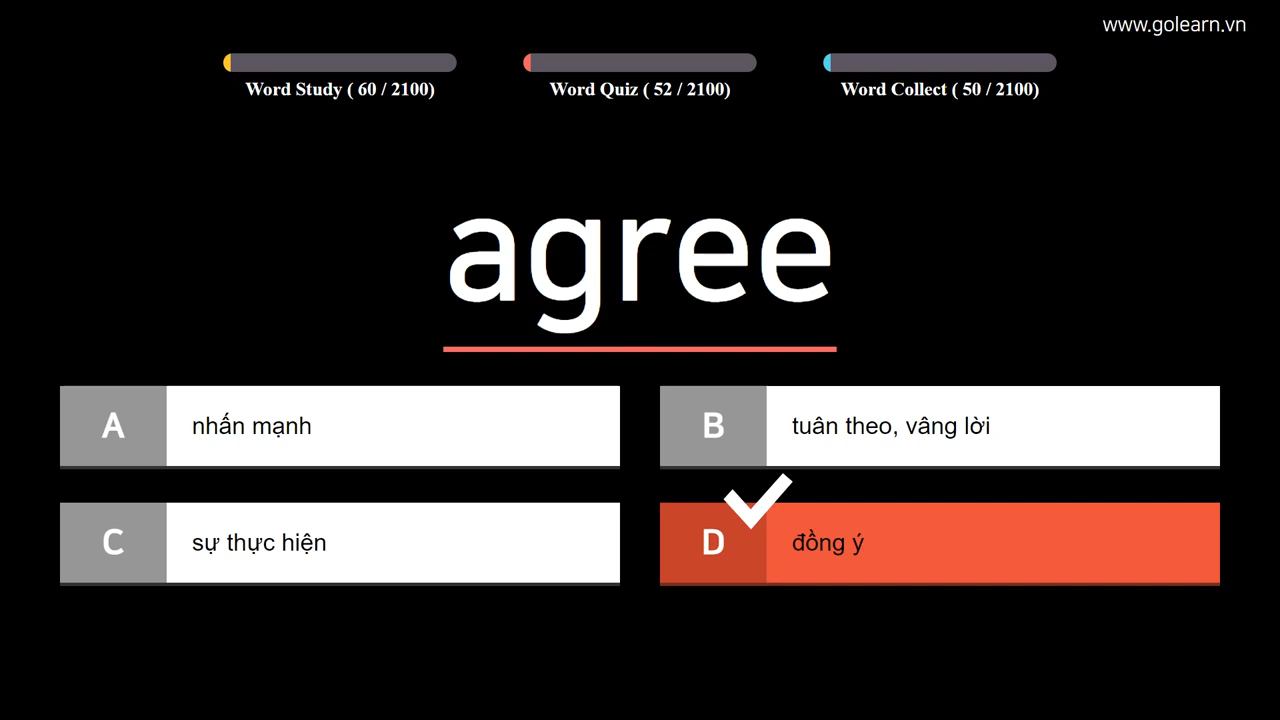 www.golearn.vn
Word Study ( 60 / 2100)
Word Quiz ( 52 / 2100)
Word Collect ( 50 / 2100)
agree
A nhấn mạnh
B tuân theo, vâng lời
C sự thực hiện
D đồng ý